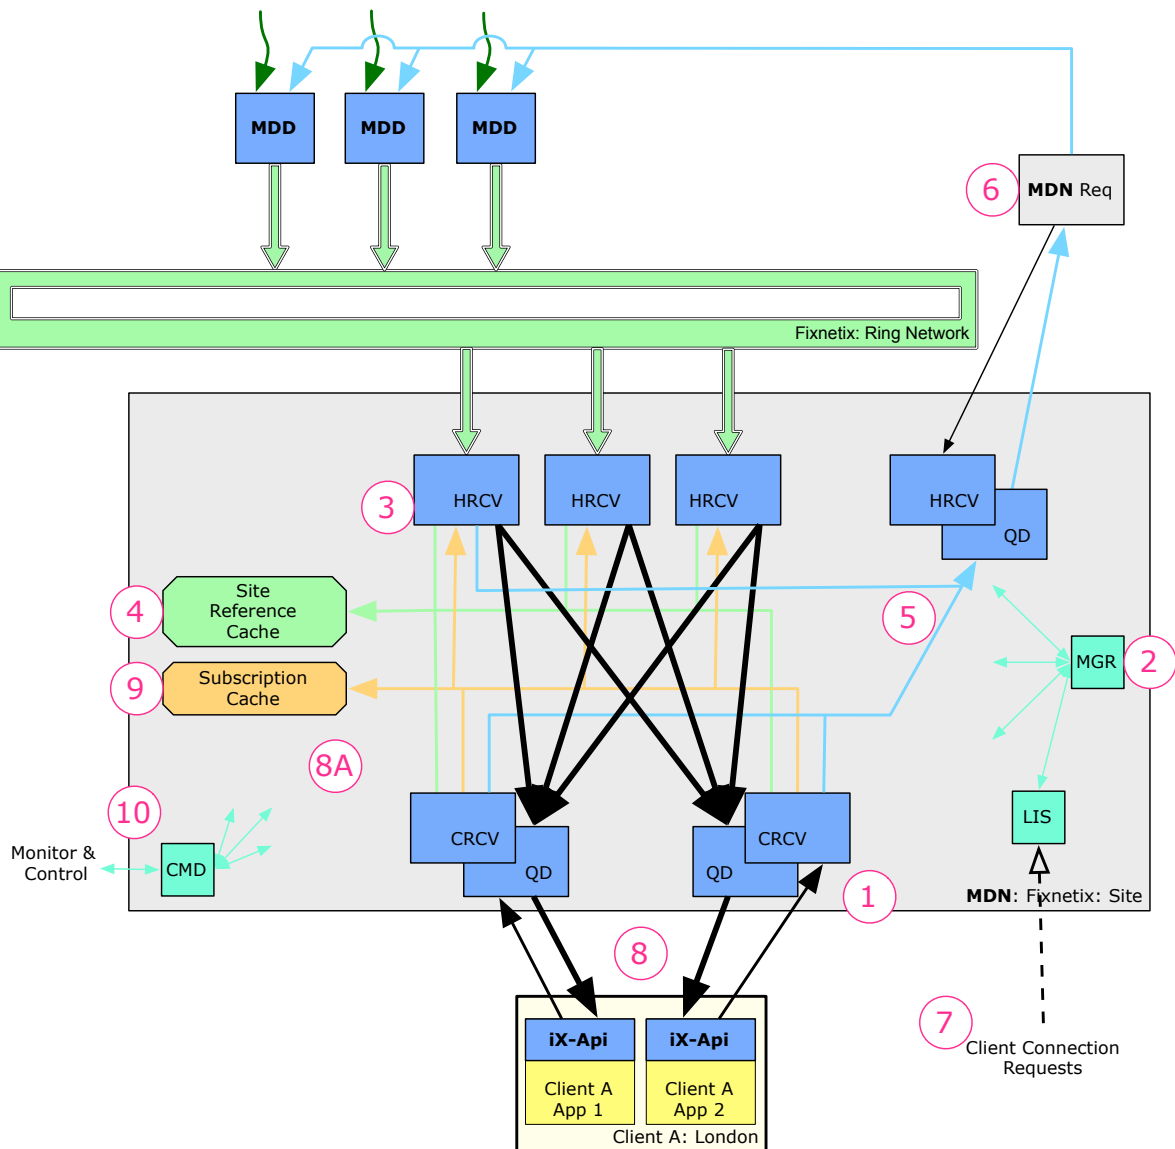 MDD
MDD
MDD
6
MDN Req
Fixnetix: Ring Network
3
HRCV
HRCV
HRCV
HRCV
QD
4
Site
Reference
Cache
5
9
Subscription
Cache
MGR
2
8A
10
Monitor &
Control
CMD
CRCV
QD
CRCV
QD
LIS
1
MDN: Fixnetix: Site
8
7
Client Connection
Requests
iX-Api
Client A
App 1
iX-Api
Client A
App 2
Client A: London